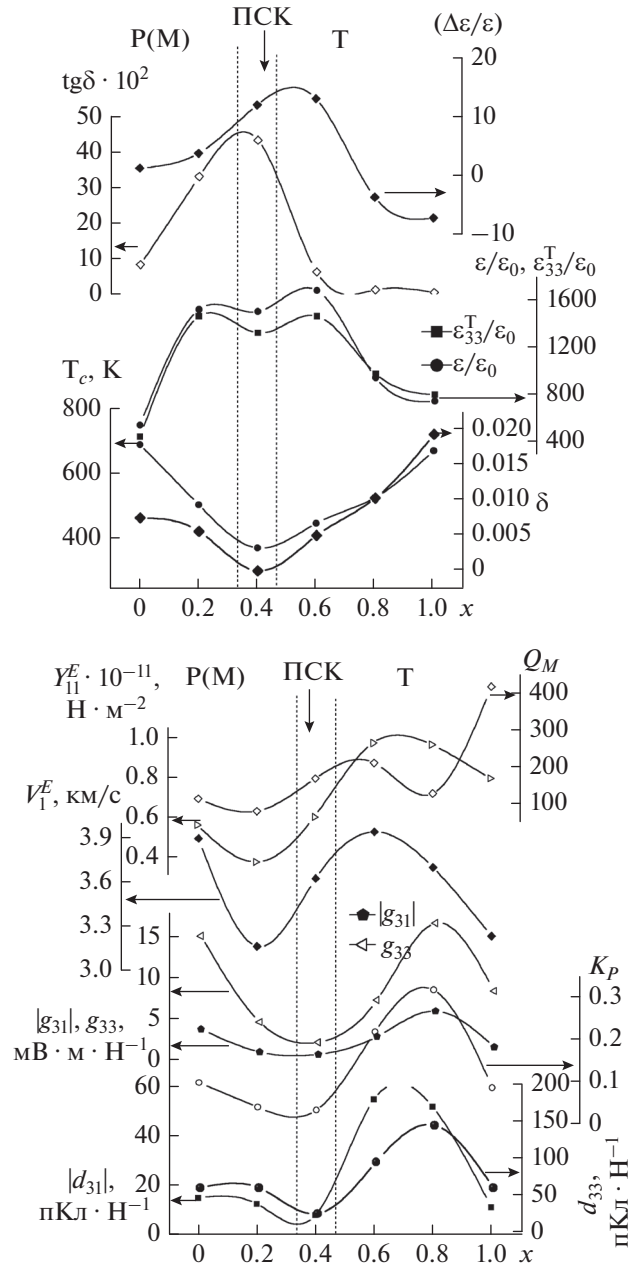 ПСК
P(M) T (Δε/ε)
tgδ · 10² 20
50 15
40 10
30 0
20 −10
10 ε/ε₀, ε₃₃ᵀ/ε₀
0 1600
ε₃₃ᵀ/ε₀ 1200
T_c, K ε/ε₀ 800
800 0.020 400
600 0.015
0.010 δ
400 0.005
0
0 0.2 0.4 0.6 0.8 1.0 x
Y₁₁ᴱ · 10⁻¹¹, P(M) ПСК T Q_M
Н · м⁻² 400
1.0 300
V₁ᴱ, км/с 0.8 200
0.6 100
3.9 0.4
3.6
3.3 |g₃₁|
15 g₃₃
3.0
10 K_P
0.3
|g₃₁|, g₃₃, 5 0.2
мВ · м · Н⁻¹ 0 0.1
60 200 0
40 150
|d₃₁|, 100
пКл · Н⁻¹ 20 50
0 0
0 0.2 0.4 0.6 0.8 1.0 x
d₃₃,
пКл · Н⁻¹